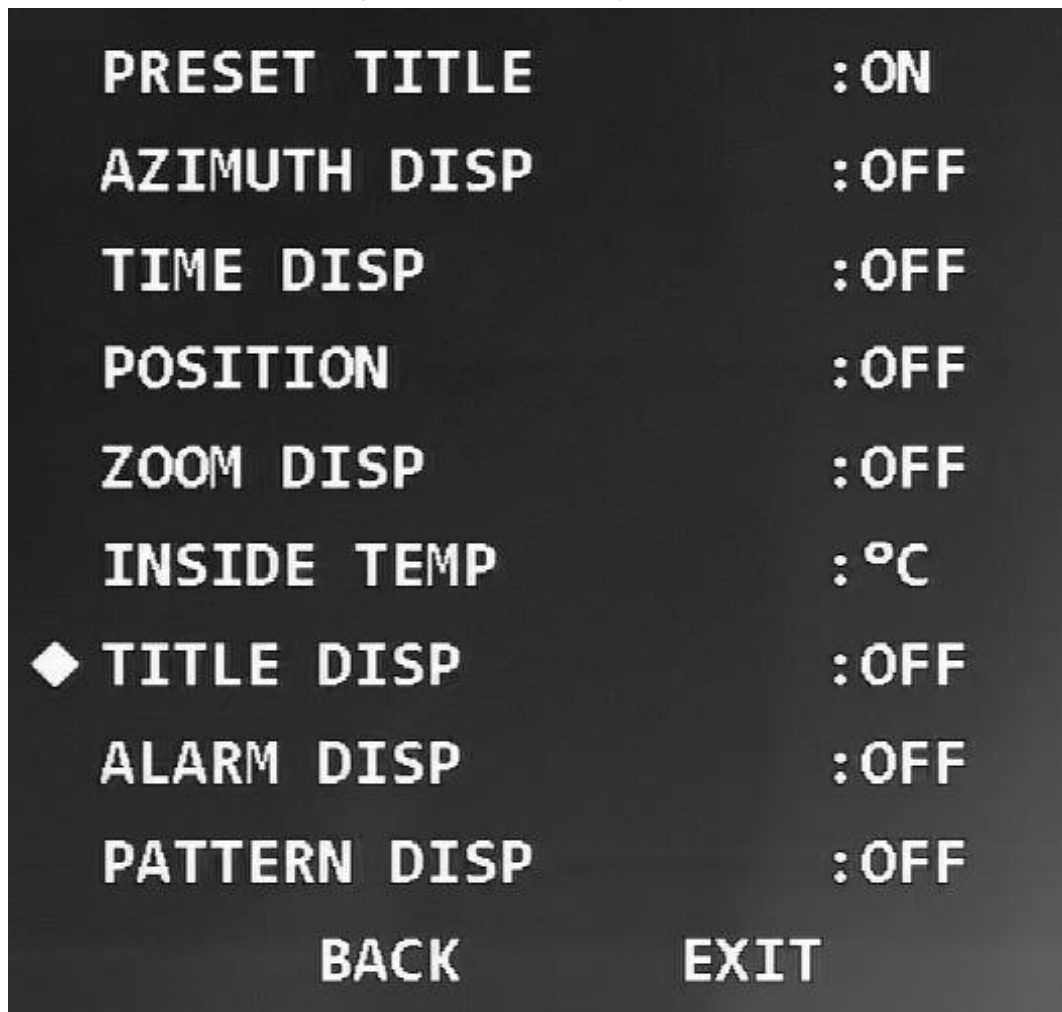 PRESET TITLE :ON
AZIMUTH DISP :OFF
TIME DISP :OFF
POSITION :OFF
ZOOM DISP :OFF
INSIDE TEMP :ºC
TITLE DISP :OFF
ALARM DISP :OFF
PATTERN DISP :OFF
BACK EXIT